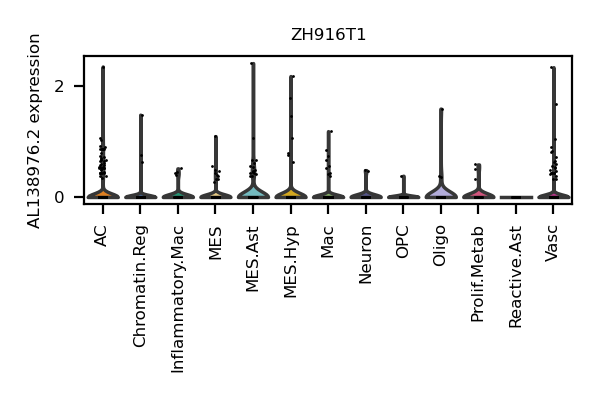 ZH916T1
AL138976.2 expression
2
0
AC
Chromatin.Reg
Inflammatory.Mac
MES
MES.Ast
MES.Hyp
Mac
Neuron
OPC
Oligo
Prolif.Metab
Reactive.Ast
Vasc